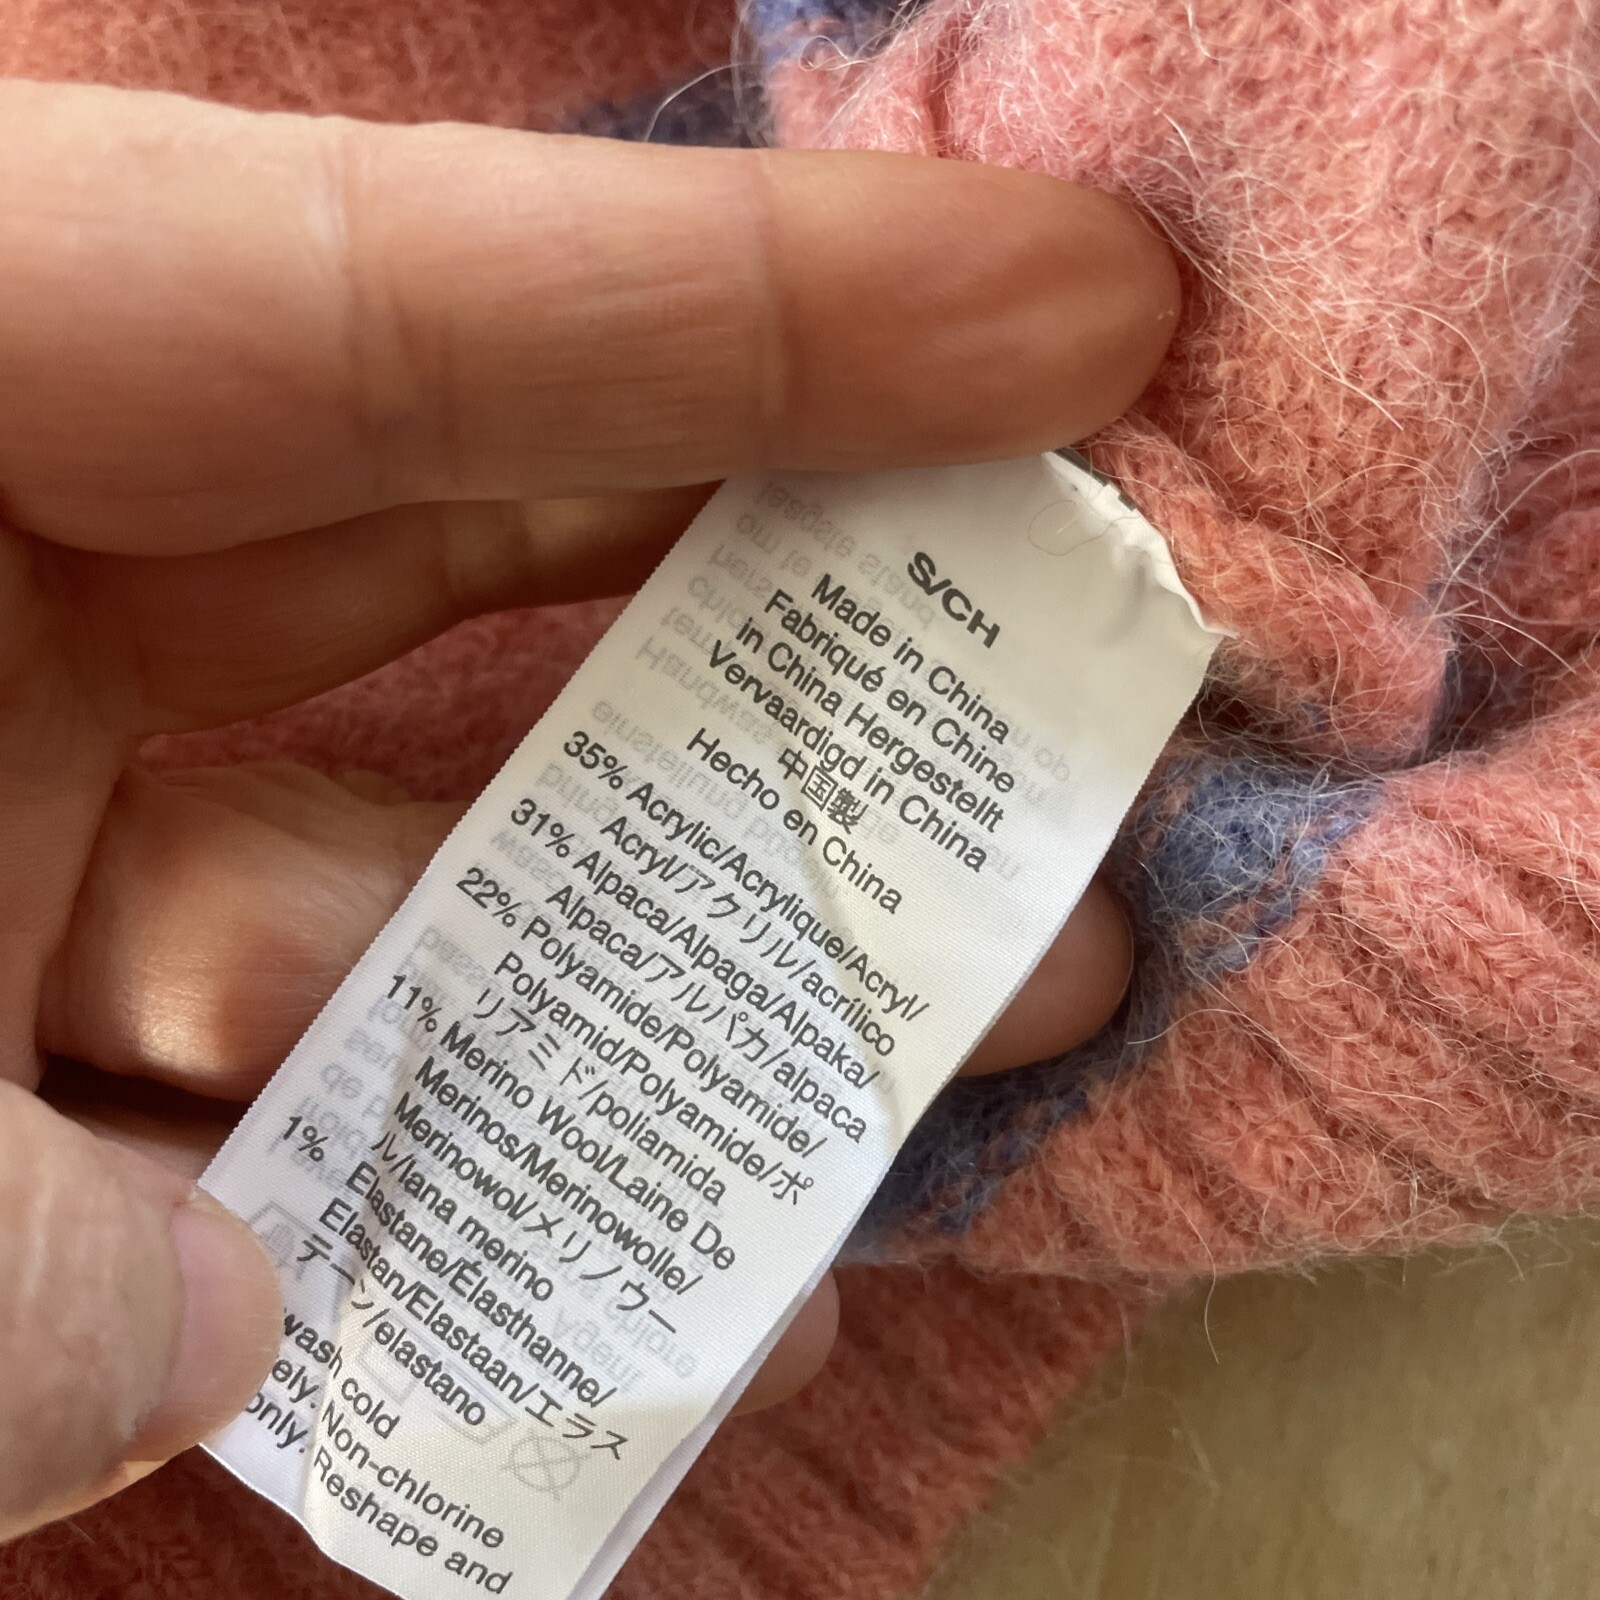 S/CH
Made in China
Fabriqué en Chine
in China Hergestellt
Vervaardigd in China
中国製
Hecho en China
35% Acrylic/Acrylique/Acryl/
Acryl/アクリル/acrílico
31% Alpaca/Alpaga/Alpaka/
Alpaca/アルパカ/alpaca
22% Polyamide/Polyamide/
Polyamid/Polyamide/ポ
リアミド/poliamida
11% Merino Wool/Laine De
Merinos/Merinowolle/
Merinowol/メリノウー
ル/lana merino
1% Elastane/Élasthanne/
Elastan/Elastaan/エラス
テーン/elastano
wash cold
Non-chlorine
only. Reshape and